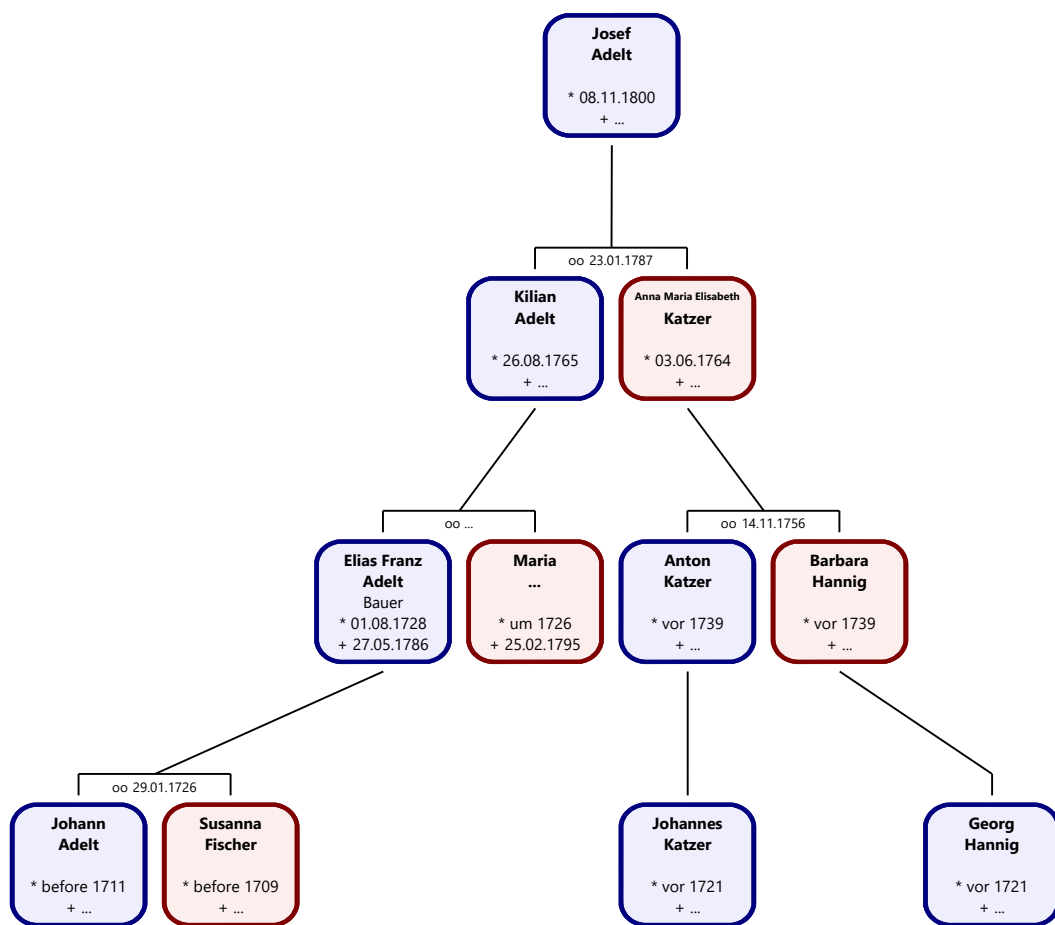 Josef
Adelt
* 08.11.1800
+ ...
oo 23.01.1787
Kilian
Adelt
* 26.08.1765
+ ...
Anna Maria Elisabeth
Katzer
* 03.06.1764
+ ...
oo ...
oo 14.11.1756
Elias Franz
Adelt
Bauer
* 01.08.1728
+ 27.05.1786
Maria
...
* um 1726
+ 25.02.1795
Anton
Katzer
* vor 1739
+ ...
Barbara
Hannig
* vor 1739
+ ...
oo 29.01.1726
Johann
Adelt
* before 1711
+ ...
Susanna
Fischer
* before 1709
+ ...
Johannes
Katzer
* vor 1721
+ ...
Georg
Hannig
* vor 1721
+ ...